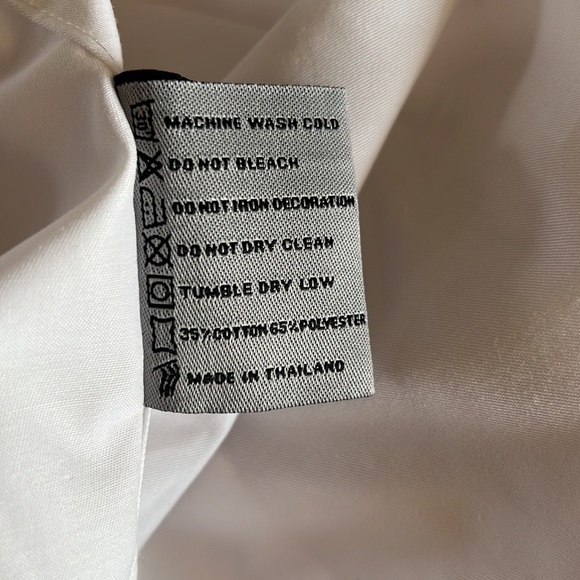 MACHINE WASH COLD
DO NOT BLEACH
DO NOT IRON DECORATION
DO NOT DRY CLEAN
TUMBLE DRY LOW
35% COTTON 65% POLYESTER
MADE IN THAILAND